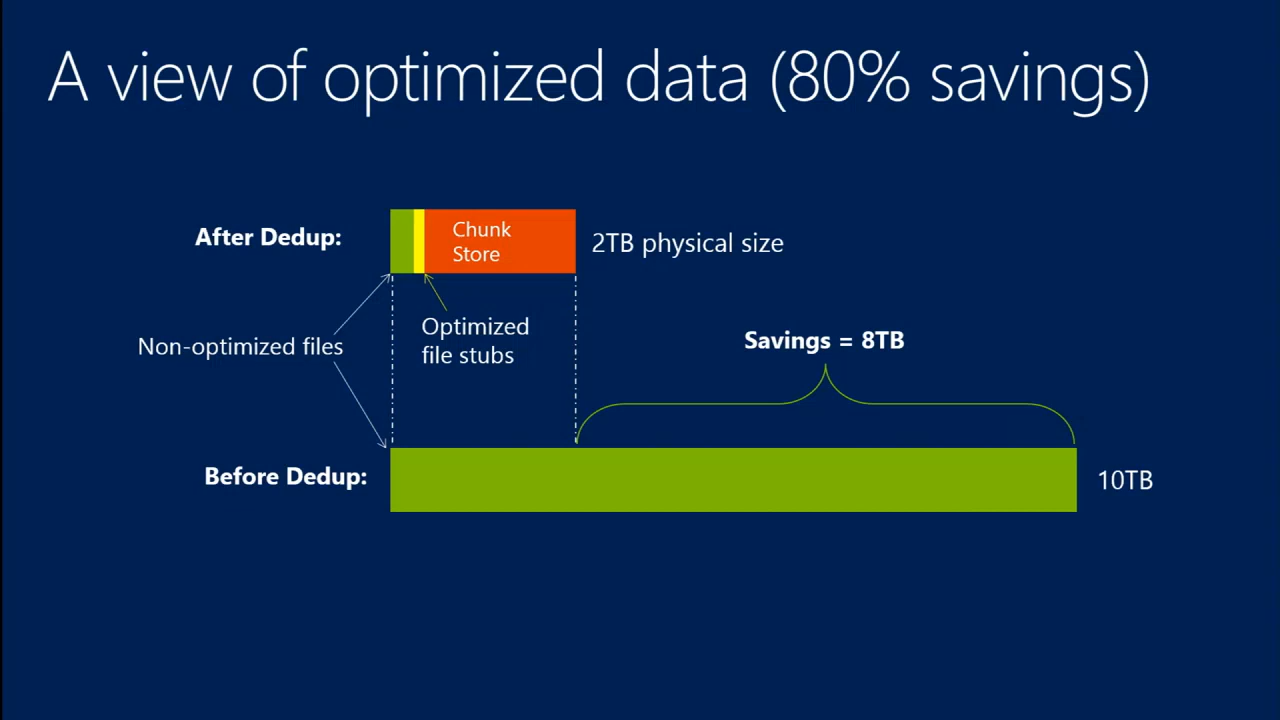 A view of optimized data (80% savings)
After Dedup:
Chunk
Store
2TB physical size
Non-optimized files
Optimized
file stubs
Savings = 8TB
Before Dedup:
10TB